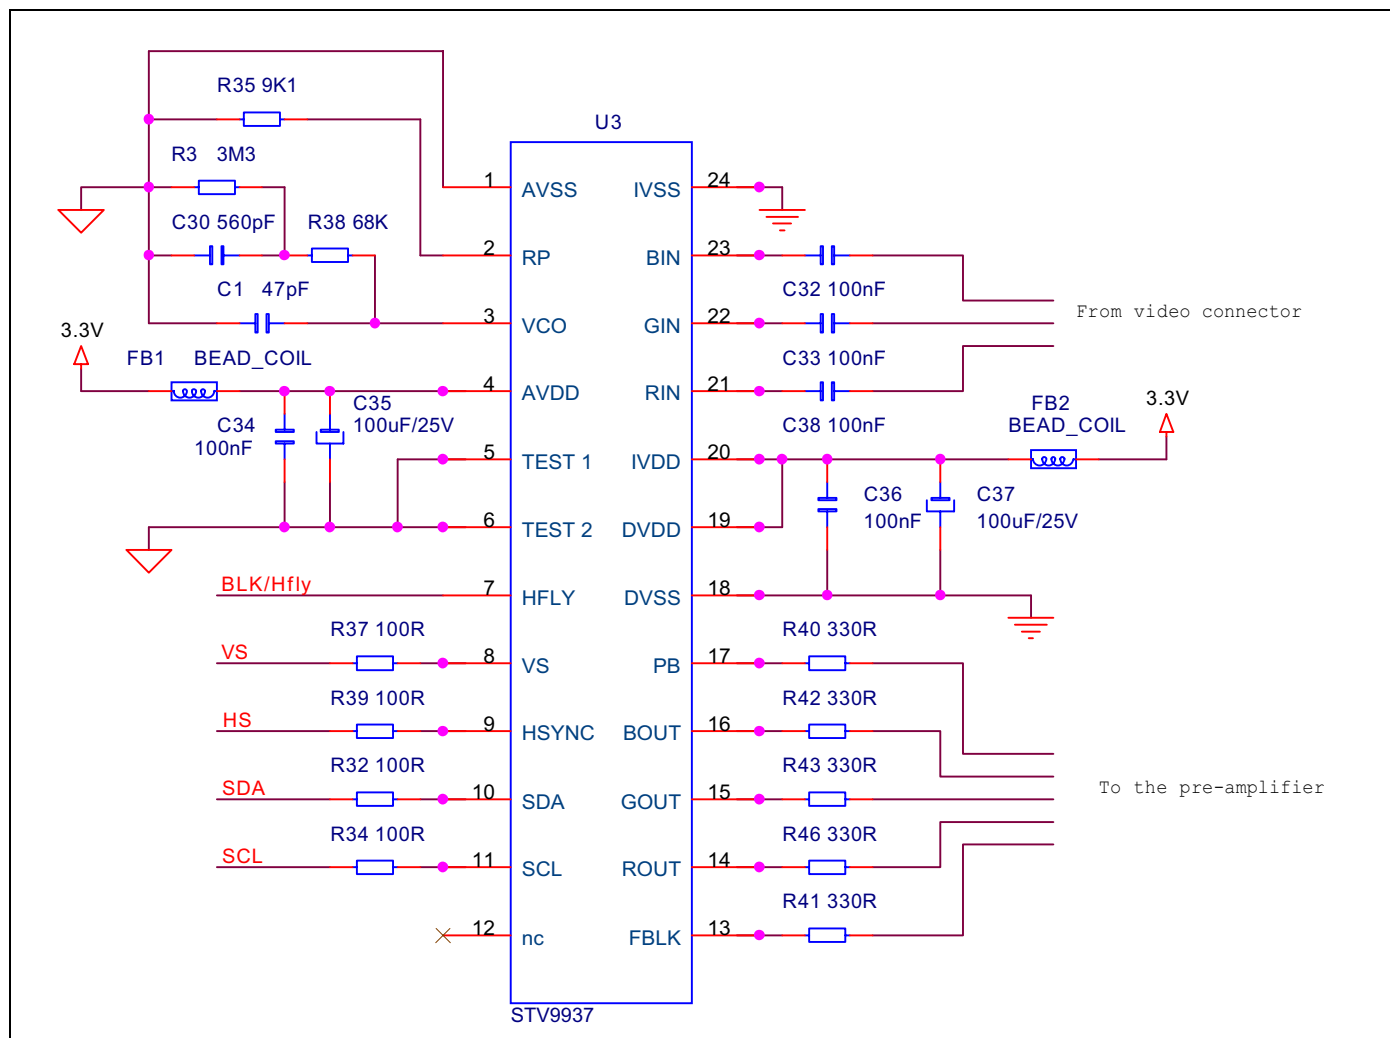 R35 9K1
U3
R3 3M3
1 AVSS IVSS 24
C30 560pF R38 68K
2 RP BIN 23
C1 47pF
C32 100nF
From video connector
3 VCO GIN 22
3.3V
FB1 BEAD_COIL
C33 100nF
4 AVDD RIN 21
C35
100uF/25V
C34
100nF
C38 100nF
FB2
BEAD_COIL
3.3V
5 TEST 1 IVDD 20
C36
100nF
C37
100uF/25V
6 TEST 2 DVDD 19
BLK/Hfly
7 HFLY DVSS 18
R37 100R
R40 330R
VS
8 VS PB 17
R39 100R
R42 330R
HS
9 HSYNC BOUT 16
R32 100R
R43 330R
SDA
10 SDA GOUT 15
To the pre-amplifier
R34 100R
R46 330R
SCL
11 SCL ROUT 14
R41 330R
12 nc FBLK 13
STV9937